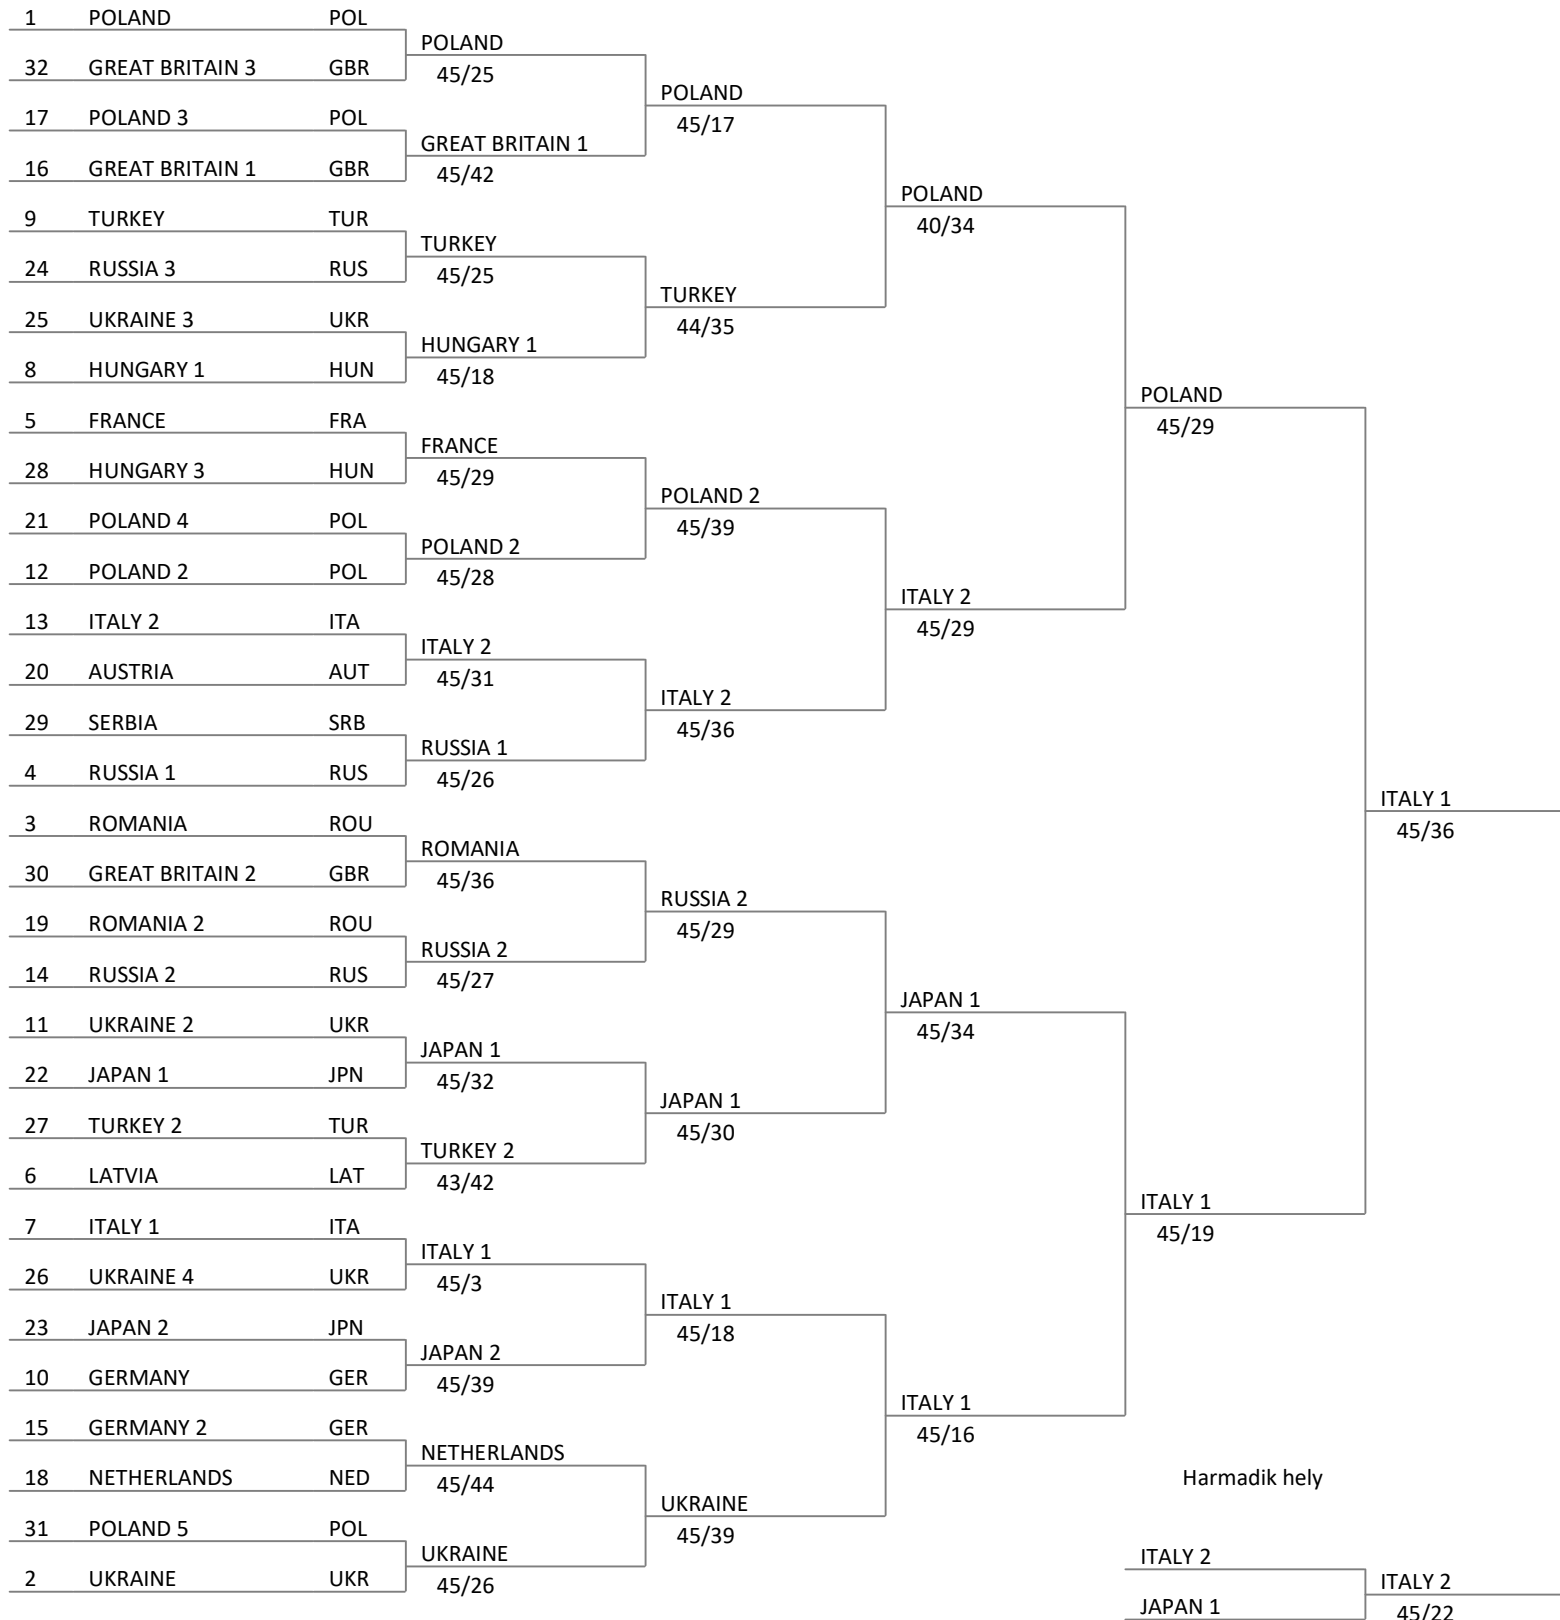 1 POLAND POL
POLAND
32 GREAT BRITAIN 3 GBR
45/25
POLAND
17 POLAND 3 POL
45/17
GREAT BRITAIN 1
16 GREAT BRITAIN 1 GBR
45/42
POLAND
9 TURKEY TUR
40/34
TURKEY
24 RUSSIA 3 RUS
45/25
TURKEY
25 UKRAINE 3 UKR
44/35
HUNGARY 1
8 HUNGARY 1 HUN
45/18
POLAND
5 FRANCE FRA
45/29
FRANCE
28 HUNGARY 3 HUN
45/29
POLAND 2
21 POLAND 4 POL
45/39
POLAND 2
12 POLAND 2 POL
45/28
ITALY 2
13 ITALY 2 ITA
45/29
ITALY 2
20 AUSTRIA AUT
45/31
ITALY 2
29 SERBIA SRB
45/36
RUSSIA 1
4 RUSSIA 1 RUS
45/26
ITALY 1
3 ROMANIA ROU
45/36
ROMANIA
30 GREAT BRITAIN 2 GBR
45/36
RUSSIA 2
19 ROMANIA 2 ROU
45/29
RUSSIA 2
14 RUSSIA 2 RUS
45/27
JAPAN 1
11 UKRAINE 2 UKR
45/34
JAPAN 1
22 JAPAN 1 JPN
45/32
JAPAN 1
27 TURKEY 2 TUR
45/30
TURKEY 2
6 LATVIA LAT
43/42
ITALY 1
7 ITALY 1 ITA
45/19
ITALY 1
26 UKRAINE 4 UKR
45/3
ITALY 1
23 JAPAN 2 JPN
45/18
JAPAN 2
10 GERMANY GER
45/39
ITALY 1
15 GERMANY 2 GER
45/16
NETHERLANDS
18 NETHERLANDS NED
45/44
Harmadik hely
UKRAINE
31 POLAND 5 POL
45/39
UKRAINE
ITALY 2
2 UKRAINE UKR
45/26
ITALY 2
JAPAN 1
45/22